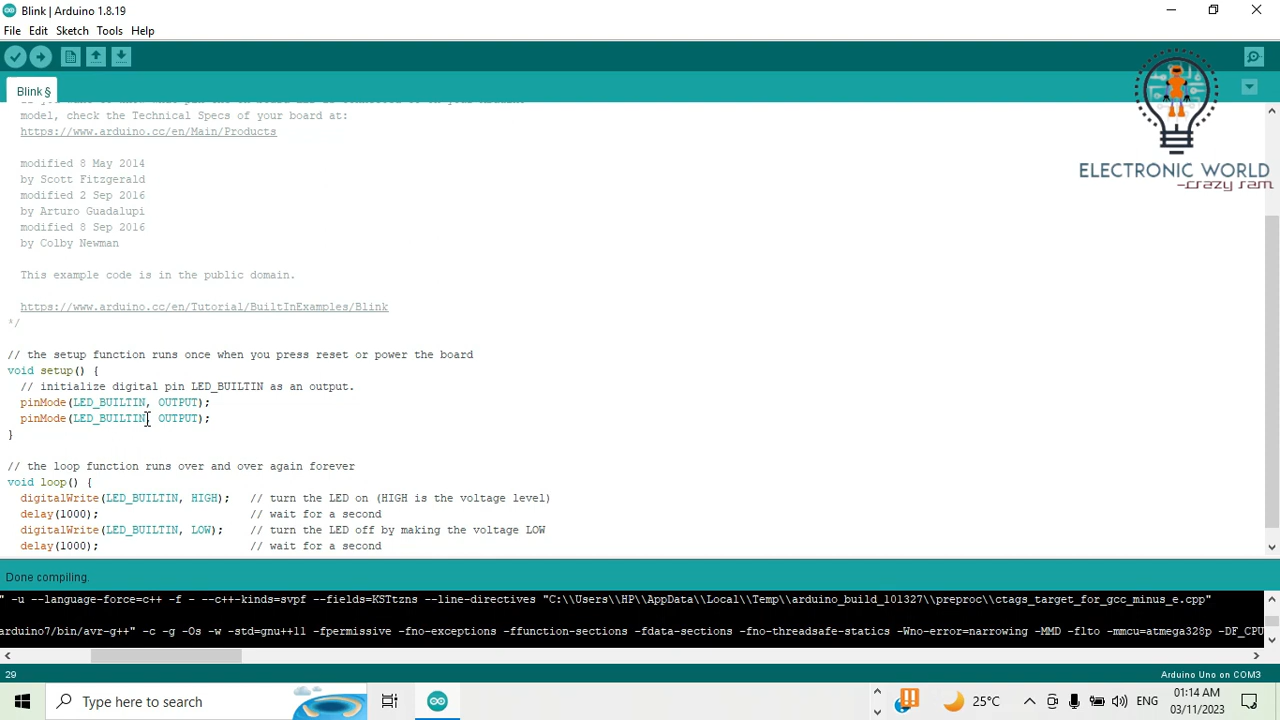 Blink | Arduino 1.8.19
File Edit Sketch Tools Help
Blink §
model, check the Technical Specs of your board at:
https://www.arduino.cc/en/Main/Products
modified 8 May 2014
by Scott Fitzgerald
modified 2 Sep 2016
by Arturo Guadalupi
modified 8 Sep 2016
by Colby Newman
This example code is in the public domain.
https://www.arduino.cc/en/Tutorial/BuiltInExamples/Blink
*/
// the setup function runs once when you press reset or power the board
void setup() {
// initialize digital pin LED_BUILTIN as an output.
pinMode(LED_BUILTIN, OUTPUT);
pinMode(LED_BUILTIN, OUTPUT);
}
// the loop function runs over and over again forever
void loop() {
digitalWrite(LED_BUILTIN, HIGH); // turn the LED on (HIGH is the voltage level)
delay(1000); // wait for a second
digitalWrite(LED_BUILTIN, LOW); // turn the LED off by making the voltage LOW
delay(1000); // wait for a second
ELECTRONIC WORLD
-crazy ram
Done compiling.
" -u --language-force=c++ -f - --c++-kinds=svpf --fields=KSTtzns --line-directives "C:\\Users\\HP\\AppData\\Local\\Temp\\arduino_build_101327\\preproc\\ctags_target_for_gcc_minus_e.cpp"
arduino7/bin/avr-g++" -c -g -Os -w -std=gnu++11 -fpermissive -fno-exceptions -ffunction-sections -fdata-sections -fno-threadsafe-statics -Wno-error=narrowing -MMD -flto -mmcu=atmega328p -DF_CPU
29
Arduino Uno on COM3
Type here to search
25°C
ENG
01:14 AM
03/11/2023